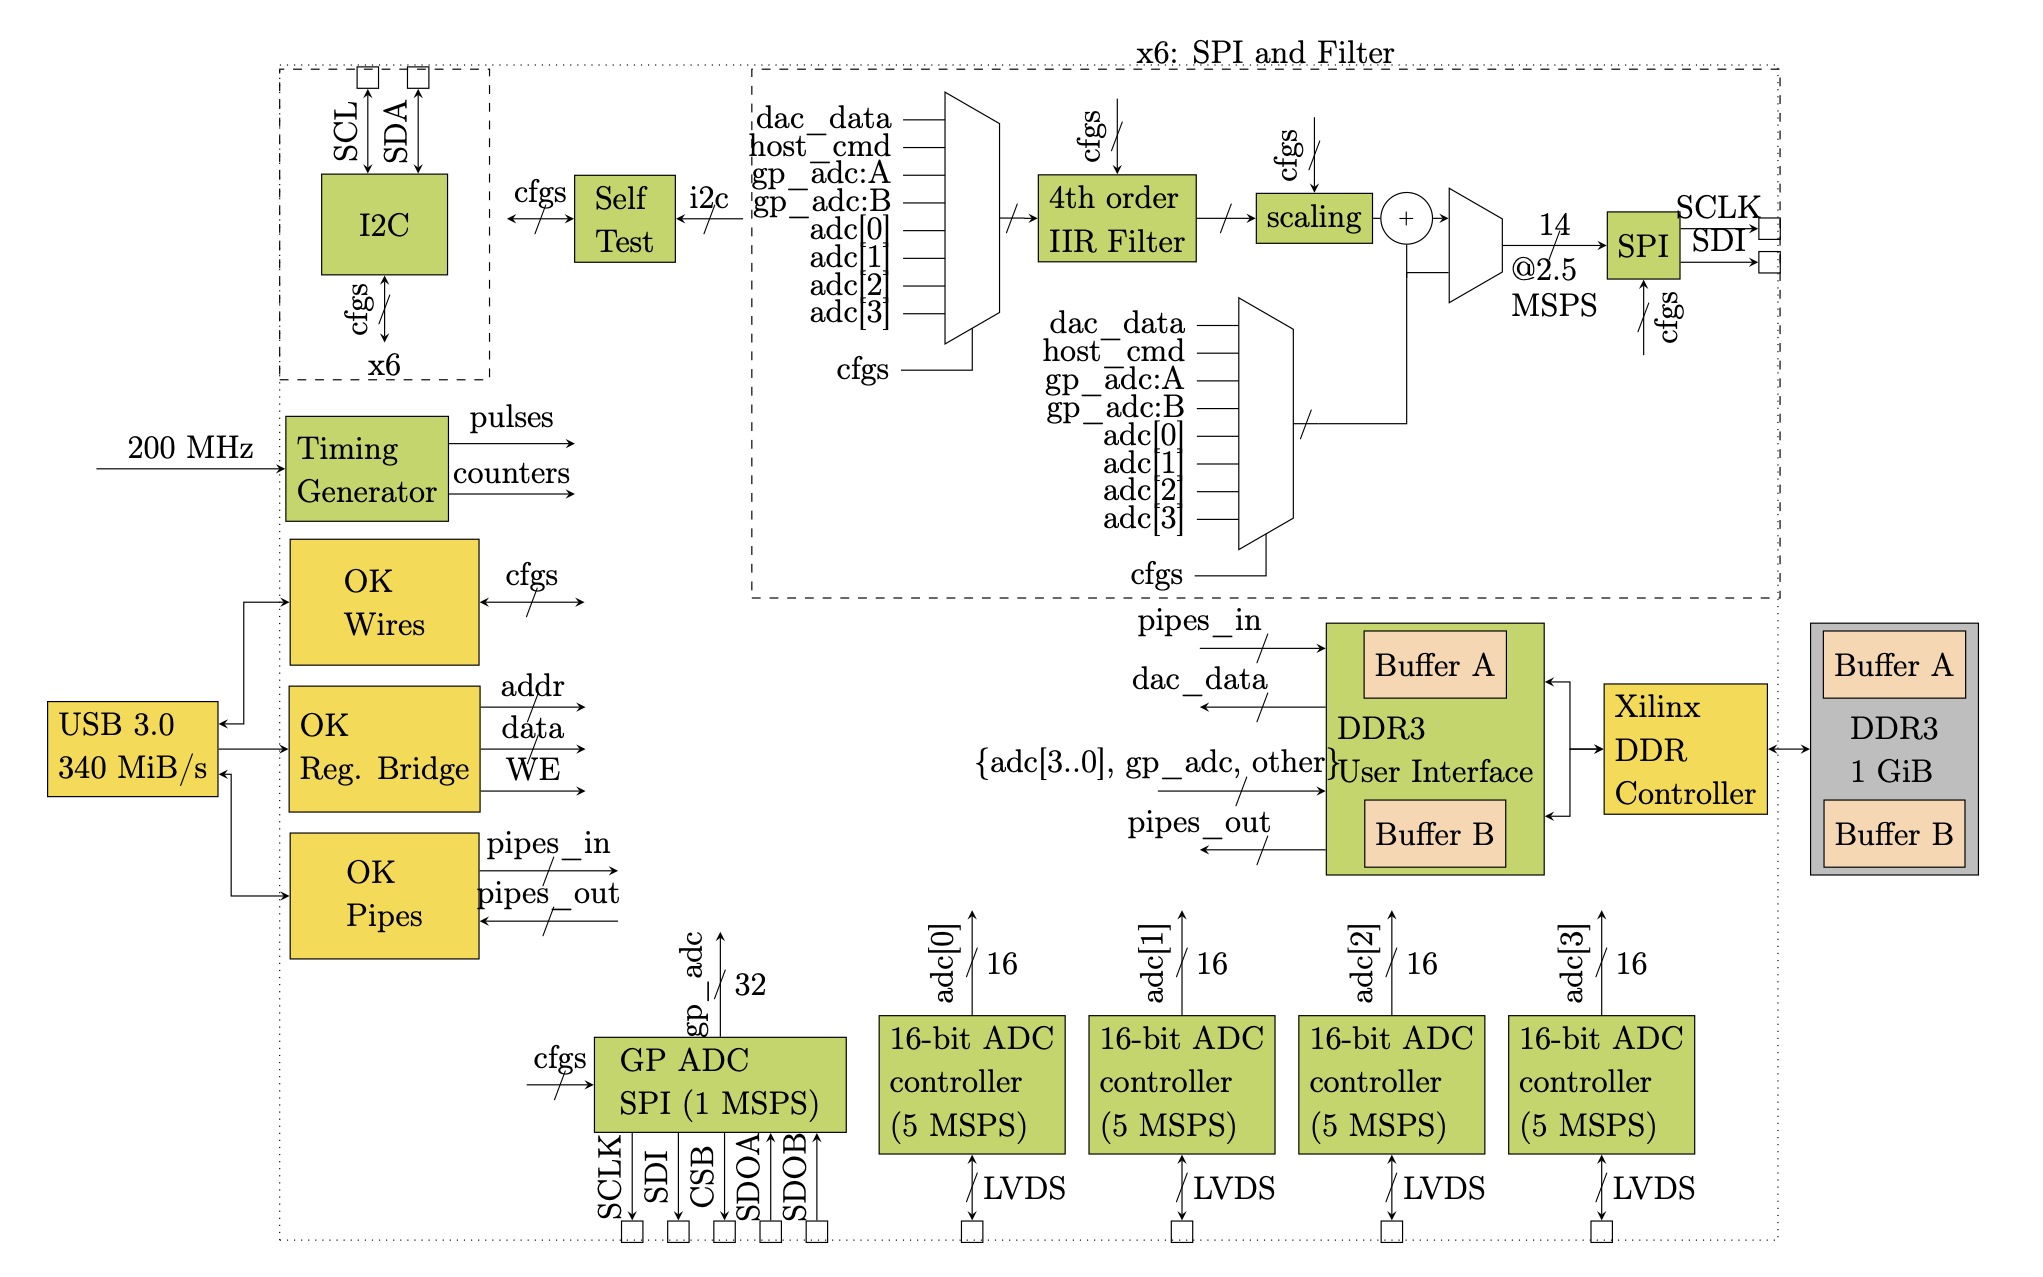 x6: SPI and Filter
SCL
SDA
I2C
cfgs
x6
cfgs
Self
Test
i2c
dac_data
host_cmd
gp_adc:A
gp_adc:B
adc[0]
adc[1]
adc[2]
adc[3]
cfgs
cfgs
4th order
IIR Filter
cfgs
scaling
+
14
@2.5
MSPS
SPI
SCLK
SDI
cfgs
dac_data
host_cmd
gp_adc:A
gp_adc:B
adc[0]
adc[1]
adc[2]
adc[3]
cfgs
200 MHz
Timing
Generator
pulses
counters
OK
Wires
cfgs
USB 3.0
340 MiB/s
OK
Reg. Bridge
addr
data
WE
OK
Pipes
pipes_in
pipes_out
pipes_in
dac_data
{adc[3..0], gp_adc, other}
pipes_out
Buffer A
DDR3
User Interface
Buffer B
Xilinx
DDR
Controller
Buffer A
DDR3
1 GiB
Buffer B
gp_adc
32
cfgs
GP ADC
SPI (1 MSPS)
SCLK
SDI
CSB
SDOA
SDOB
adc[0]
16
16-bit ADC
controller
(5 MSPS)
LVDS
adc[1]
16
16-bit ADC
controller
(5 MSPS)
LVDS
adc[2]
16
16-bit ADC
controller
(5 MSPS)
LVDS
adc[3]
16
16-bit ADC
controller
(5 MSPS)
LVDS